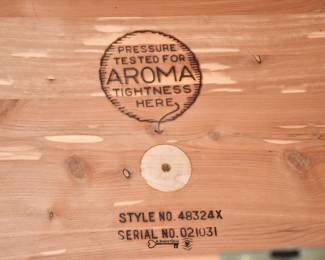 PRESSURE
TESTED FOR
AROMA
TIGHTNESS
HERE
STYLE NO. 48324X
SERIAL NO. 021031